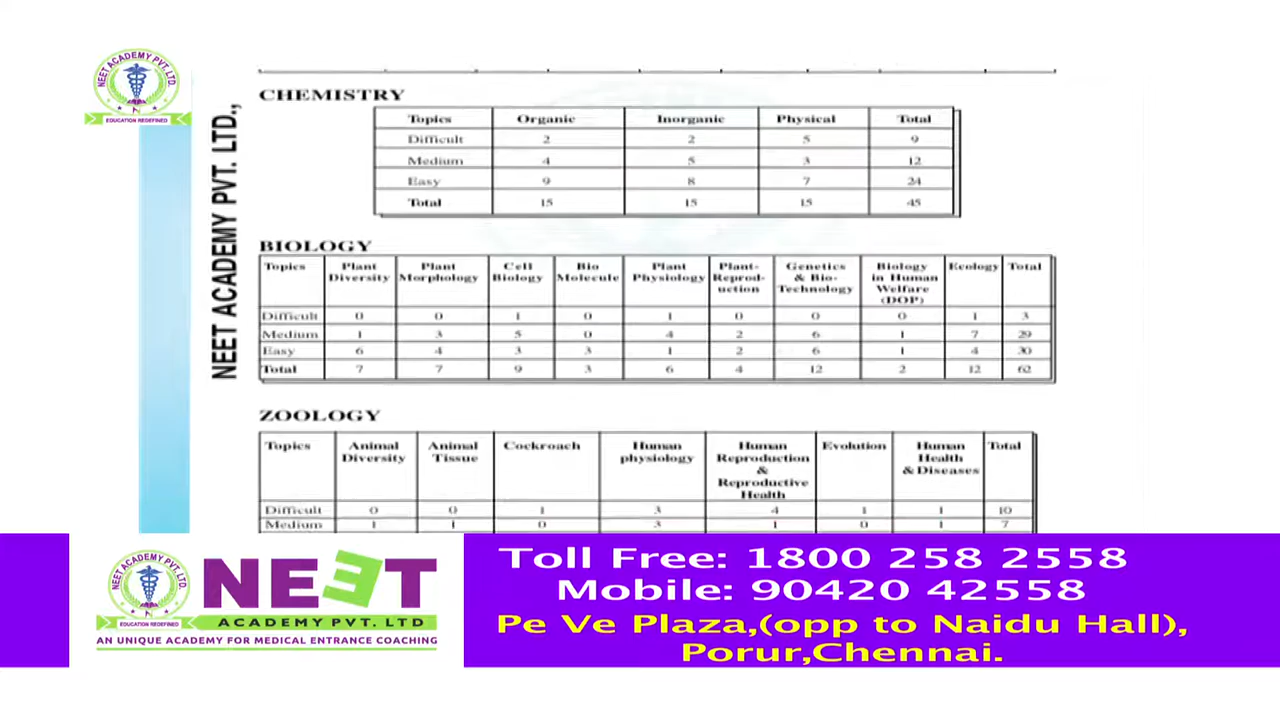 NEET ACADEMY PVT. LTD.
EDUCATION REDEFINED
NEET ACADEMY PVT. LTD.,
CHEMISTRY
Topics Organic Inorganic Physical Total
Difficult 2 2 5 9
Medium 4 5 3 12
Easy 9 8 7 24
Total 15 15 15 45
BIOLOGY
Topics Plant Diversity Plant Morphology Cell Biology Bio Molecule Plant Physiology Plant-Reprod-uction Genetics & Bio-Technology Biology in Human Welfare (DOP) Ecology Total
Difficult 0 0 1 0 1 0 0 0 1 3
Medium 1 3 5 0 4 2 6 1 7 29
Easy 6 4 3 3 1 2 6 1 4 30
Total 7 7 9 3 6 4 12 2 12 62
ZOOLOGY
Topics Animal Diversity Animal Tissue Cockroach Human physiology Human Reproduction & Reproductive Health Evolution Human Health & Diseases Total
Difficult 0 0 1 3 4 1 1 10
Medium 1 1 0 3 1 0 1 7
NEET ACADEMY PVT. LTD.
EDUCATION REDEFINED
NEET
ACADEMY PVT. LTD
AN UNIQUE ACADEMY FOR MEDICAL ENTRANCE COACHING
Toll Free: 1800 258 2558
Mobile: 90420 42558
Pe Ve Plaza,(opp to Naidu Hall),
Porur,Chennai.